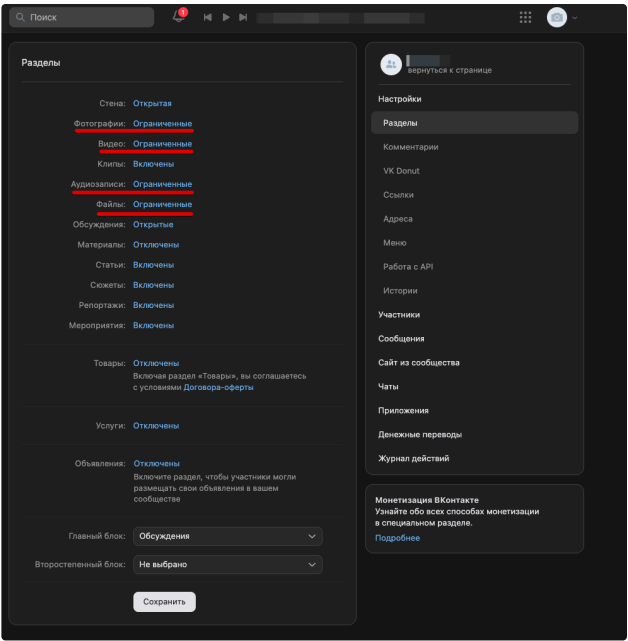 Поиск
1
Разделы
Стена: Открытая
Фотографии: Ограниченные
Видео: Ограниченные
Клипы: Включены
Аудиозаписи: Ограниченные
Файлы: Ограниченные
Обсуждения: Открытые
Материалы: Отключены
Статьи: Включены
Сюжеты: Включены
Репортажи: Включены
Мероприятия: Включены
Товары: Отключены
Включая раздел «Товары», вы соглашаетесь
с условиями Договора-оферты
Услуги: Отключены
Объявления: Отключены
Включите раздел, чтобы участники могли
размещать свои объявления в вашем
сообществе
Главный блок: Обсуждения
Второстепенный блок: Не выбрано
Сохранить
вернуться к странице
Настройки
Разделы
Комментарии
VK Donut
Ссылки
Адреса
Меню
Работа с API
Истории
Участники
Сообщения
Сайт из сообщества
Чаты
Приложения
Денежные переводы
Журнал действий
Монетизация ВКонтакте
Узнайте обо всех способах монетизации
в специальном разделе.
Подробнее